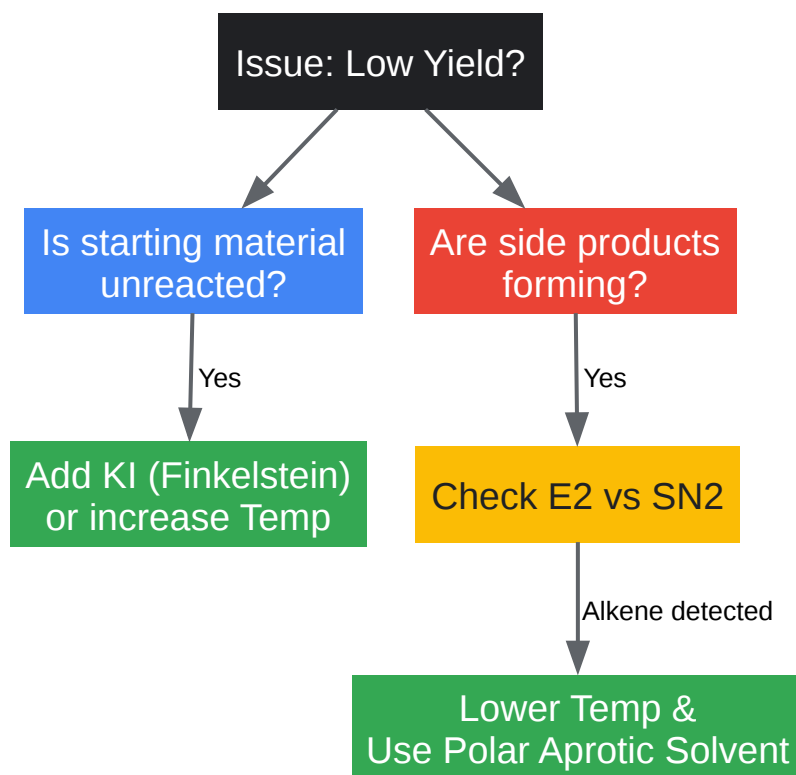 Issue: Low Yield?
Is starting material
unreacted?
Are side products
forming?
Yes
Yes
Add KI (Finkelstein)
or increase Temp
Check E2 vs SN2
Alkene detected
Lower Temp &
Use Polar Aprotic Solvent